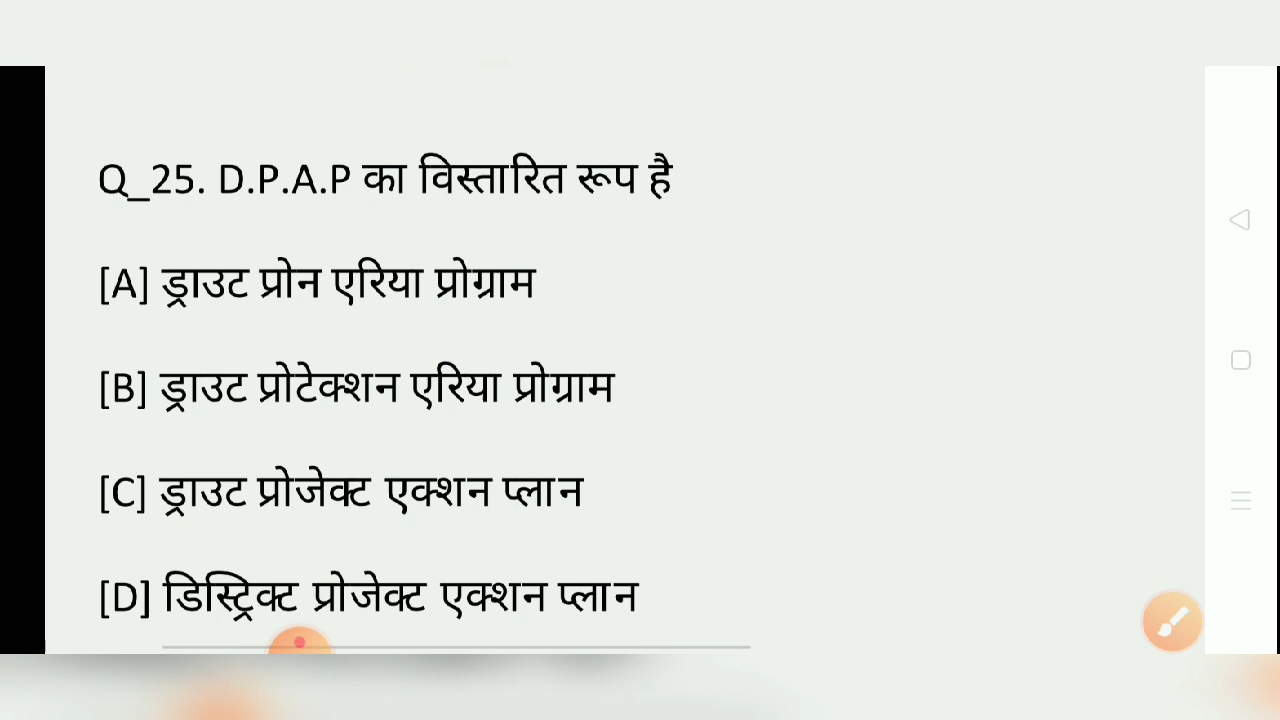 Q_25. D.P.A.P का विस्तारित रूप है
[A] ड्राउट प्रोन एरिया प्रोग्राम
[B] ड्राउट प्रोटेक्शन एरिया प्रोग्राम
[C] ड्राउट प्रोजेक्ट एक्शन प्लान
[D] डिस्ट्रिक्ट प्रोजेक्ट एक्शन प्लान